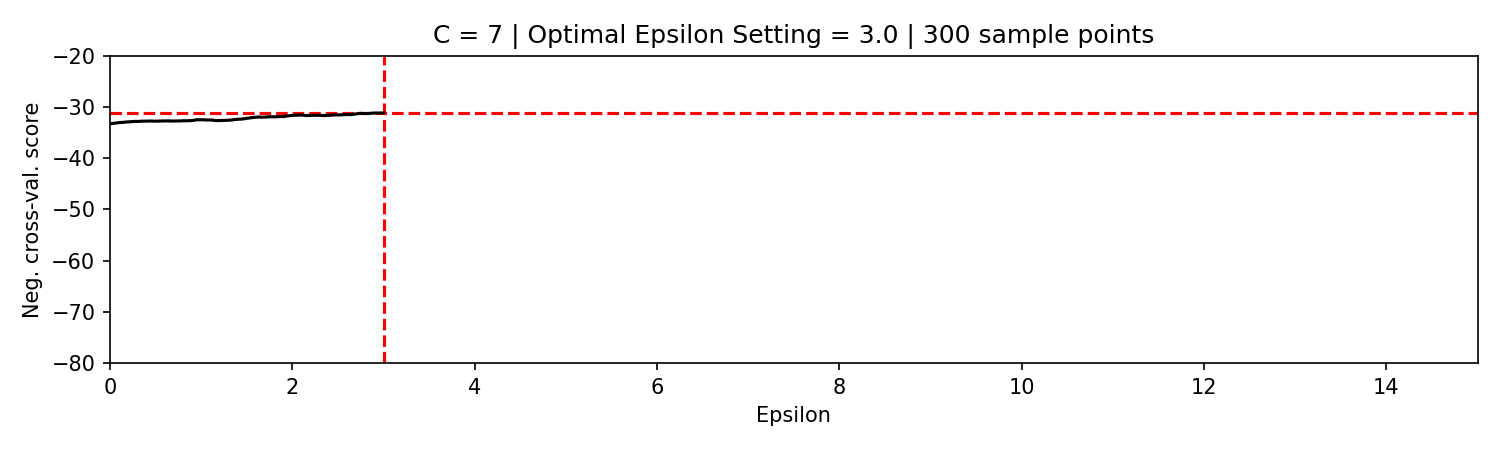 C = 7 | Optimal Epsilon Setting = 3.0 | 300 sample points
Neg. cross-val. score
−20
−30
−40
−50
−60
−70
−80
0 2 4 6 8 10 12 14
Epsilon